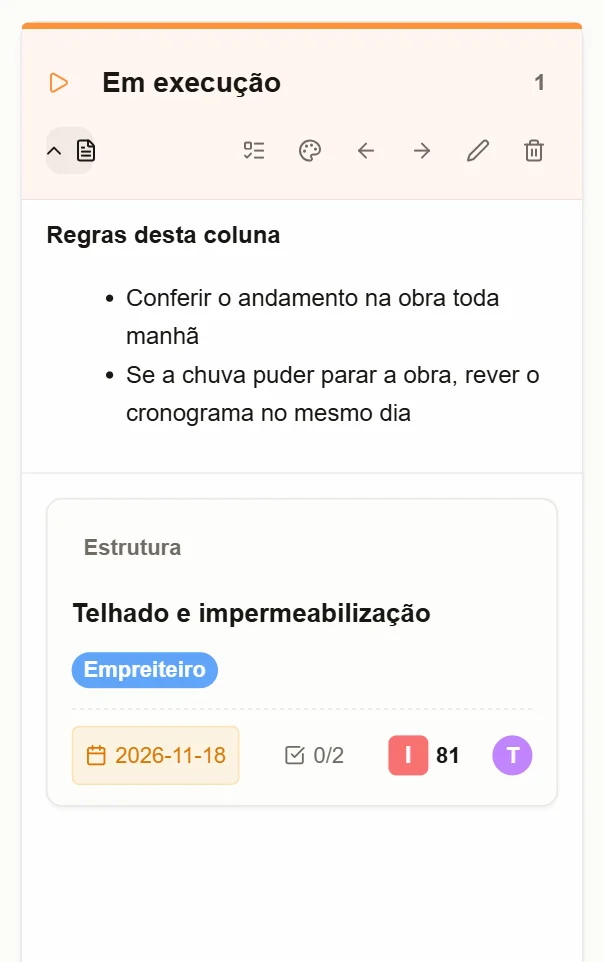 Em execução
1
Regras desta coluna
Conferir o andamento na obra toda
manhã
Se a chuva puder parar a obra, rever o
cronograma no mesmo dia
Estrutura
Telhado e impermeabilização
Empreiteiro
2026-11-18
0/2
I
81
T